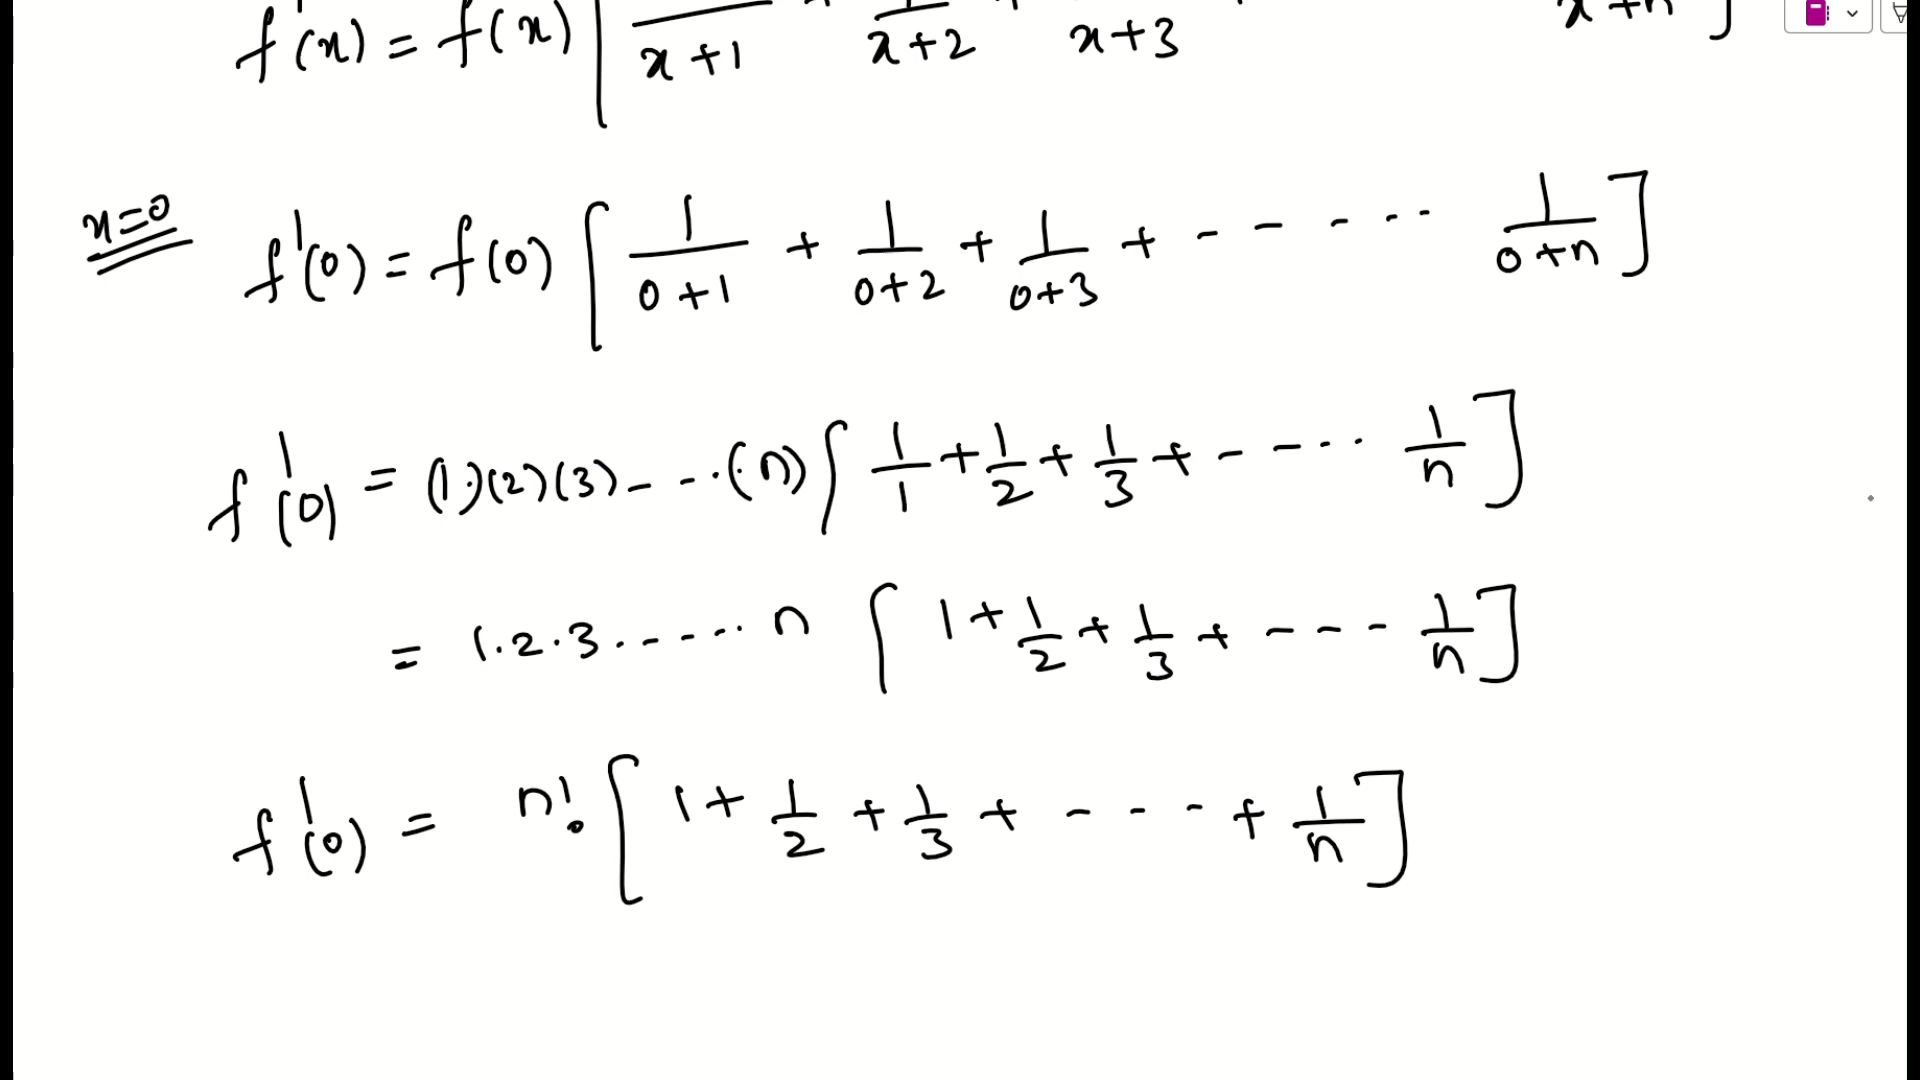 f'(x) = f(x) [ 1/(x+1) + 1/(x+2) + 1/(x+3) + x+n ]
x=0 f'(0) = f(0) [ 1/(0+1) + 1/(0+2) + 1/(0+3) + - - - - ·· 1/(0+n) ]
f'(0) = (1·)(2)(3)- - ··(·n) [ 1/1 + 1/2 + 1/3 + - - ··· 1/n ]
= 1·2·3·----· n [ 1 + 1/2 + 1/3 + - - - 1/n ]
f'(0) = n! [ 1 + 1/2 + 1/3 + - - - + 1/n ]